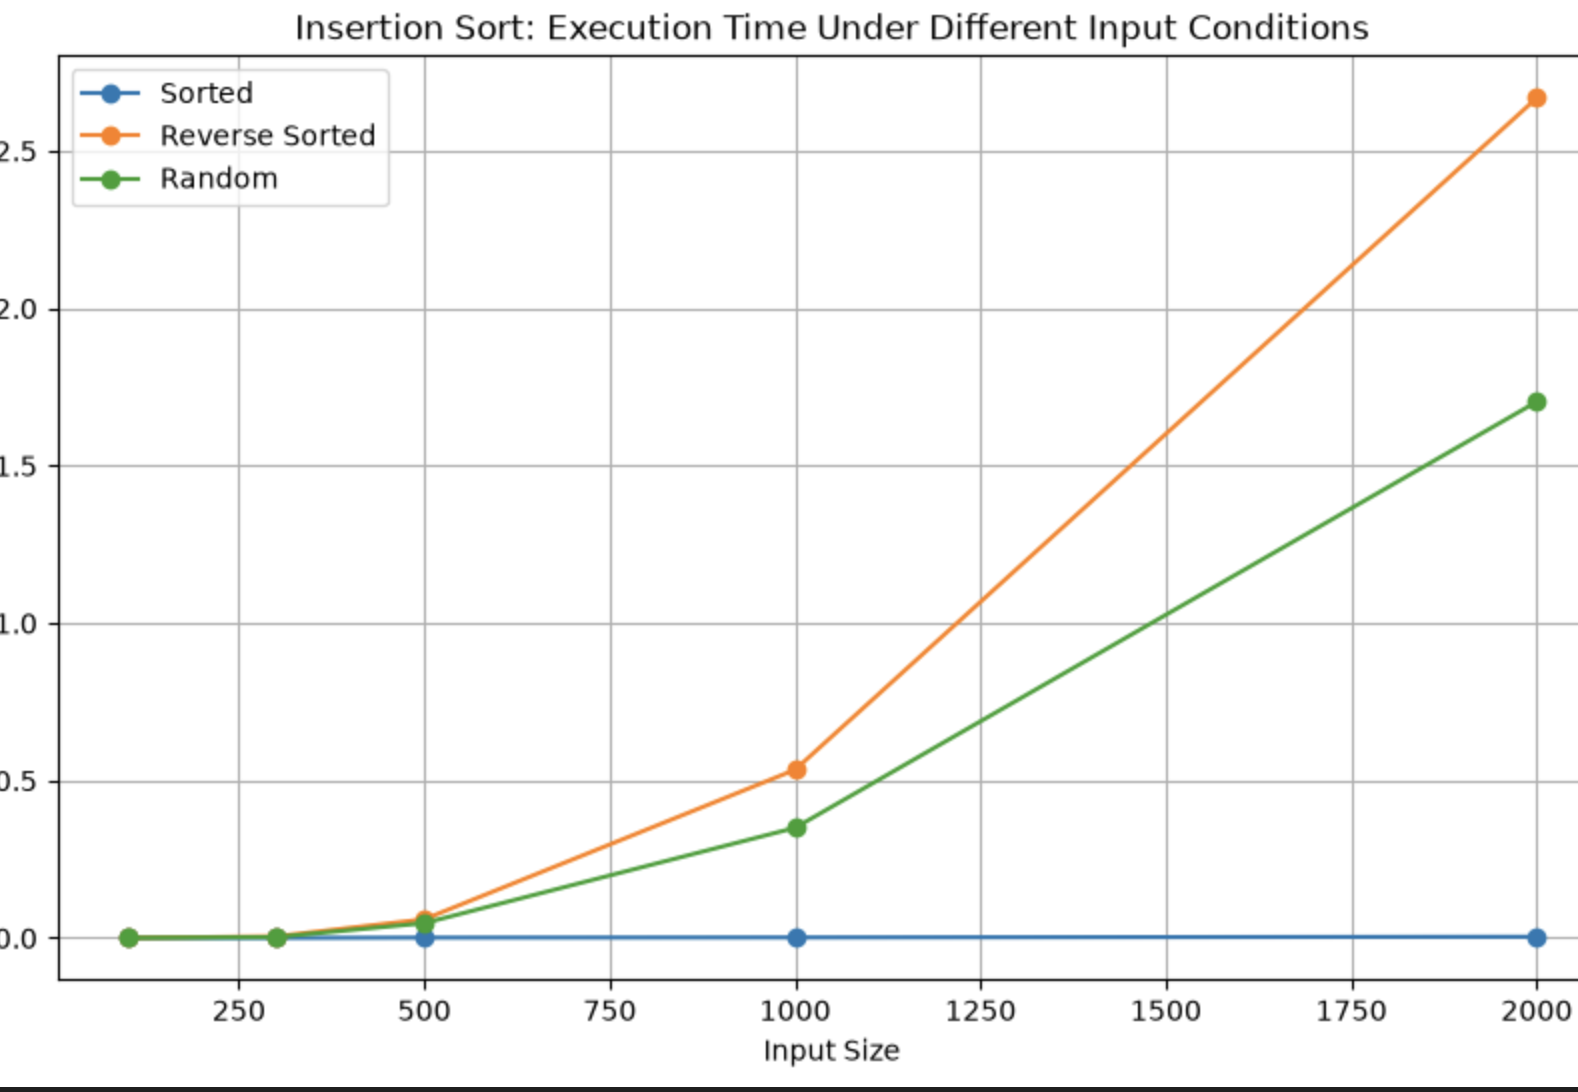 Insertion Sort: Execution Time Under Different Input Conditions
Sorted
Reverse Sorted
Random
2.5
2.0
1.5
1.0
0.5
0.0
250 500 750 1000 1250 1500 1750 2000
Input Size